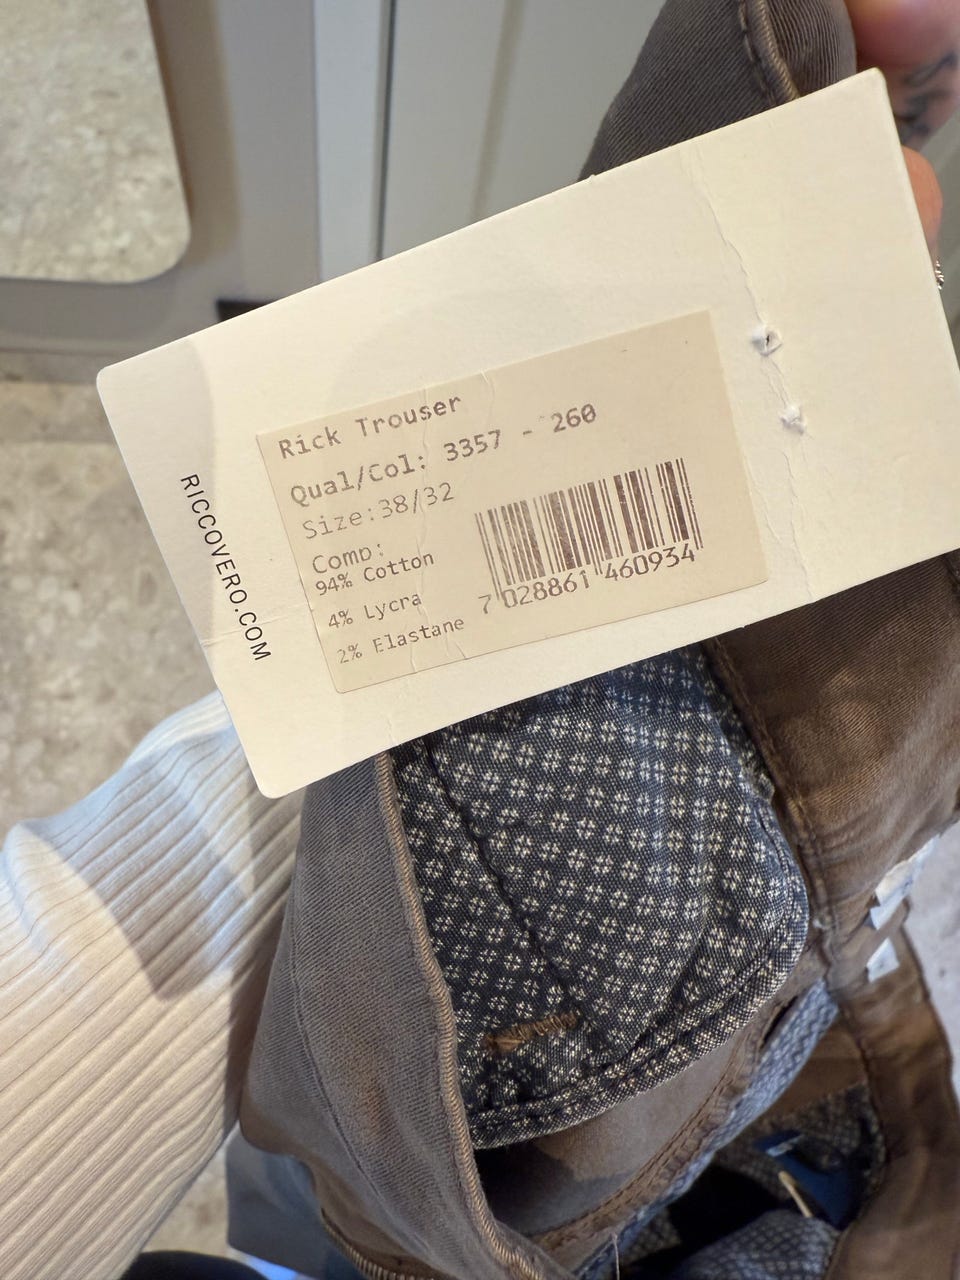 Rick Trouser
Qual/Col: 3357 - 260
Size:38/32
Comp:
94% Cotton
4% Lycra
2% Elastane
7 028861 460934
RICCOVERO.COM